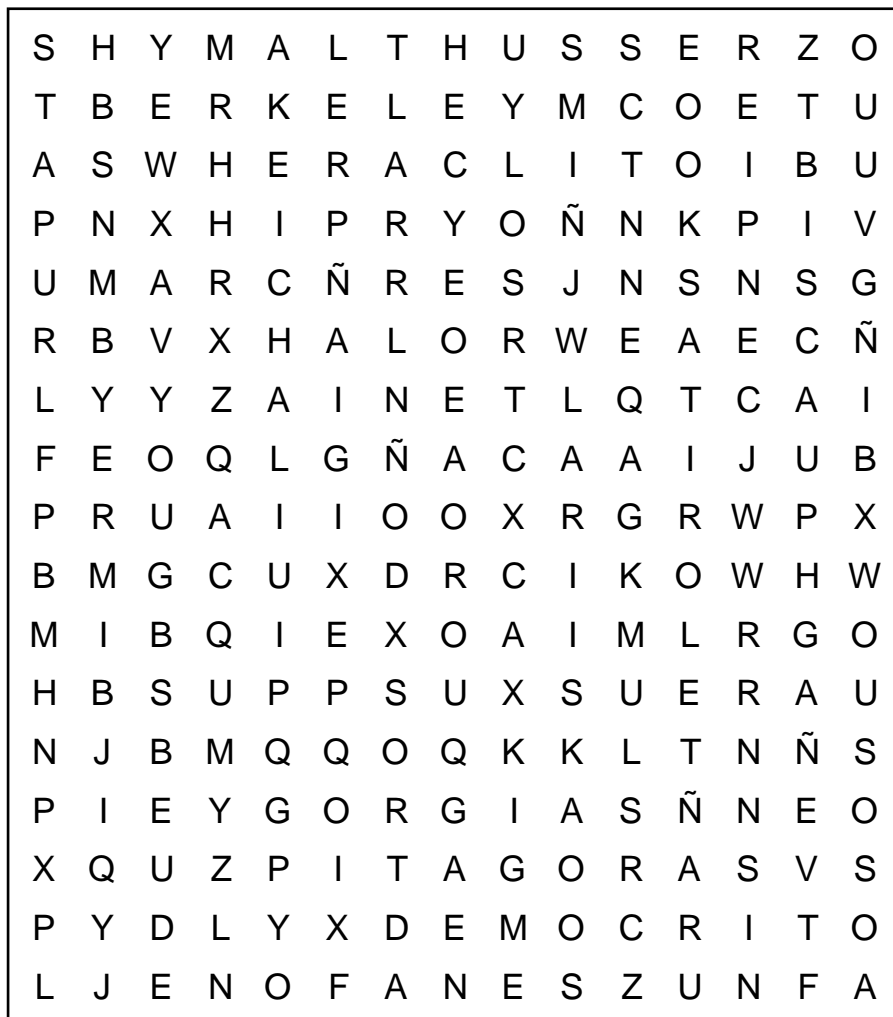 S H Y M A L T H U S S E R Z O
T B E R K E L E Y M C O E T U
A S W H E R A C L I T O I B U
P N X H I P R Y O Ñ N K P I V
U M A R C Ñ R E S J N S N S G
R B V X H A L O R W E A E C Ñ
L Y Y Z A I N E T L Q T C A I
F E O Q L G Ñ A C A A I J U B
P R U A I I O O X R G R W P X
B M G C U X D R C I K O W H W
M I B Q I E X O A I M L R G O
H B S U P P S U X S U E R A U
N J B M Q Q O Q K K L T N Ñ S
P I E Y G O R G I A S Ñ N E O
X Q U Z P I T A G O R A S V S
P Y D L Y X D E M O C R I T O
L J E N O F A N E S Z U N F A